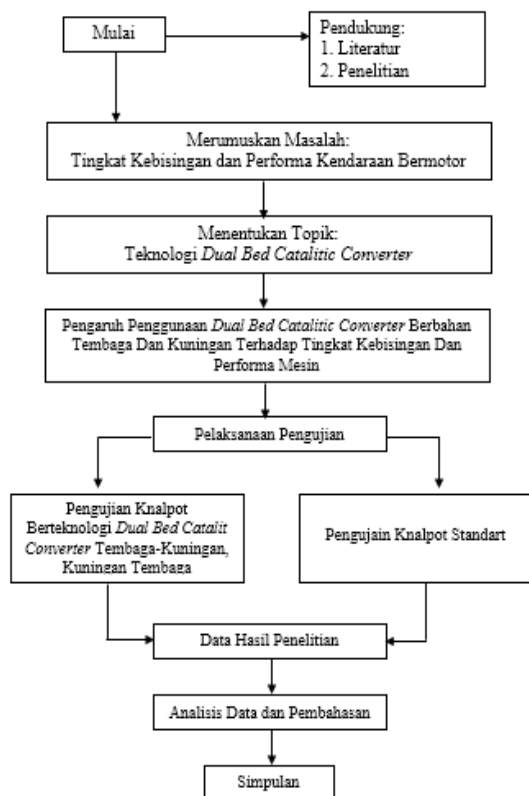 Mulai
Pendukung:
1. Literatur
2. Penelitian
Merumuskan Masalah:
Tingkat Kebisingan dan Performa Kendaraan Bermotor
Menentukan Topik:
Teknologi Dual Bed Catalitic Converter
Pengaruh Penggunaan Dual Bed Catalitic Converter Berbahan
Tembaga Dan Kuningan Terhadap Tingkat Kebisingan Dan
Performa Mesin
Pelaksanaan Pengujian
Pengujian Knalpot
Berteknologi Dual Bed Catalit
Converter Tembaga-Kuningan,
Kuningan Tembaga
Pengujain Knalpot Standart
Data Hasil Penelitian
Analisis Data dan Pembahasan
Simpulan